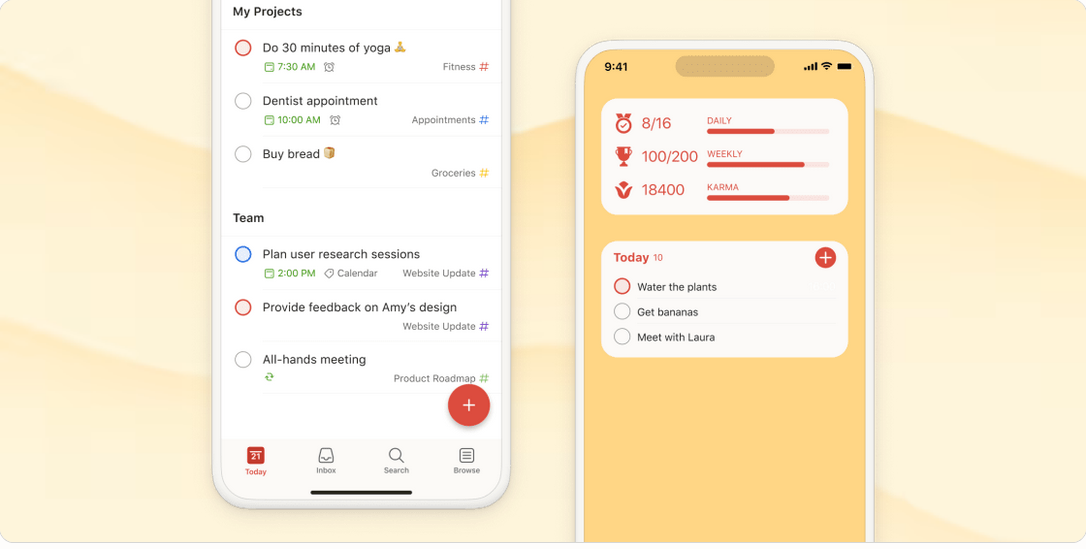 My Projects
Do 30 minutes of yoga 🧘
7:30 AM
Fitness #
Dentist appointment
10:00 AM
Appointments #
Buy bread 🍞
Groceries #
Team
Plan user research sessions
2:00 PM Calendar
Website Update #
Provide feedback on Amy’s design
Website Update #
All-hands meeting
Product Roadmap #
+
21
Today
Inbox
Search
Browse
9:41
8/16 DAILY
100/200 WEEKLY
18400 KARMA
Today 10
+
Water the plants
Get bananas
Meet with Laura